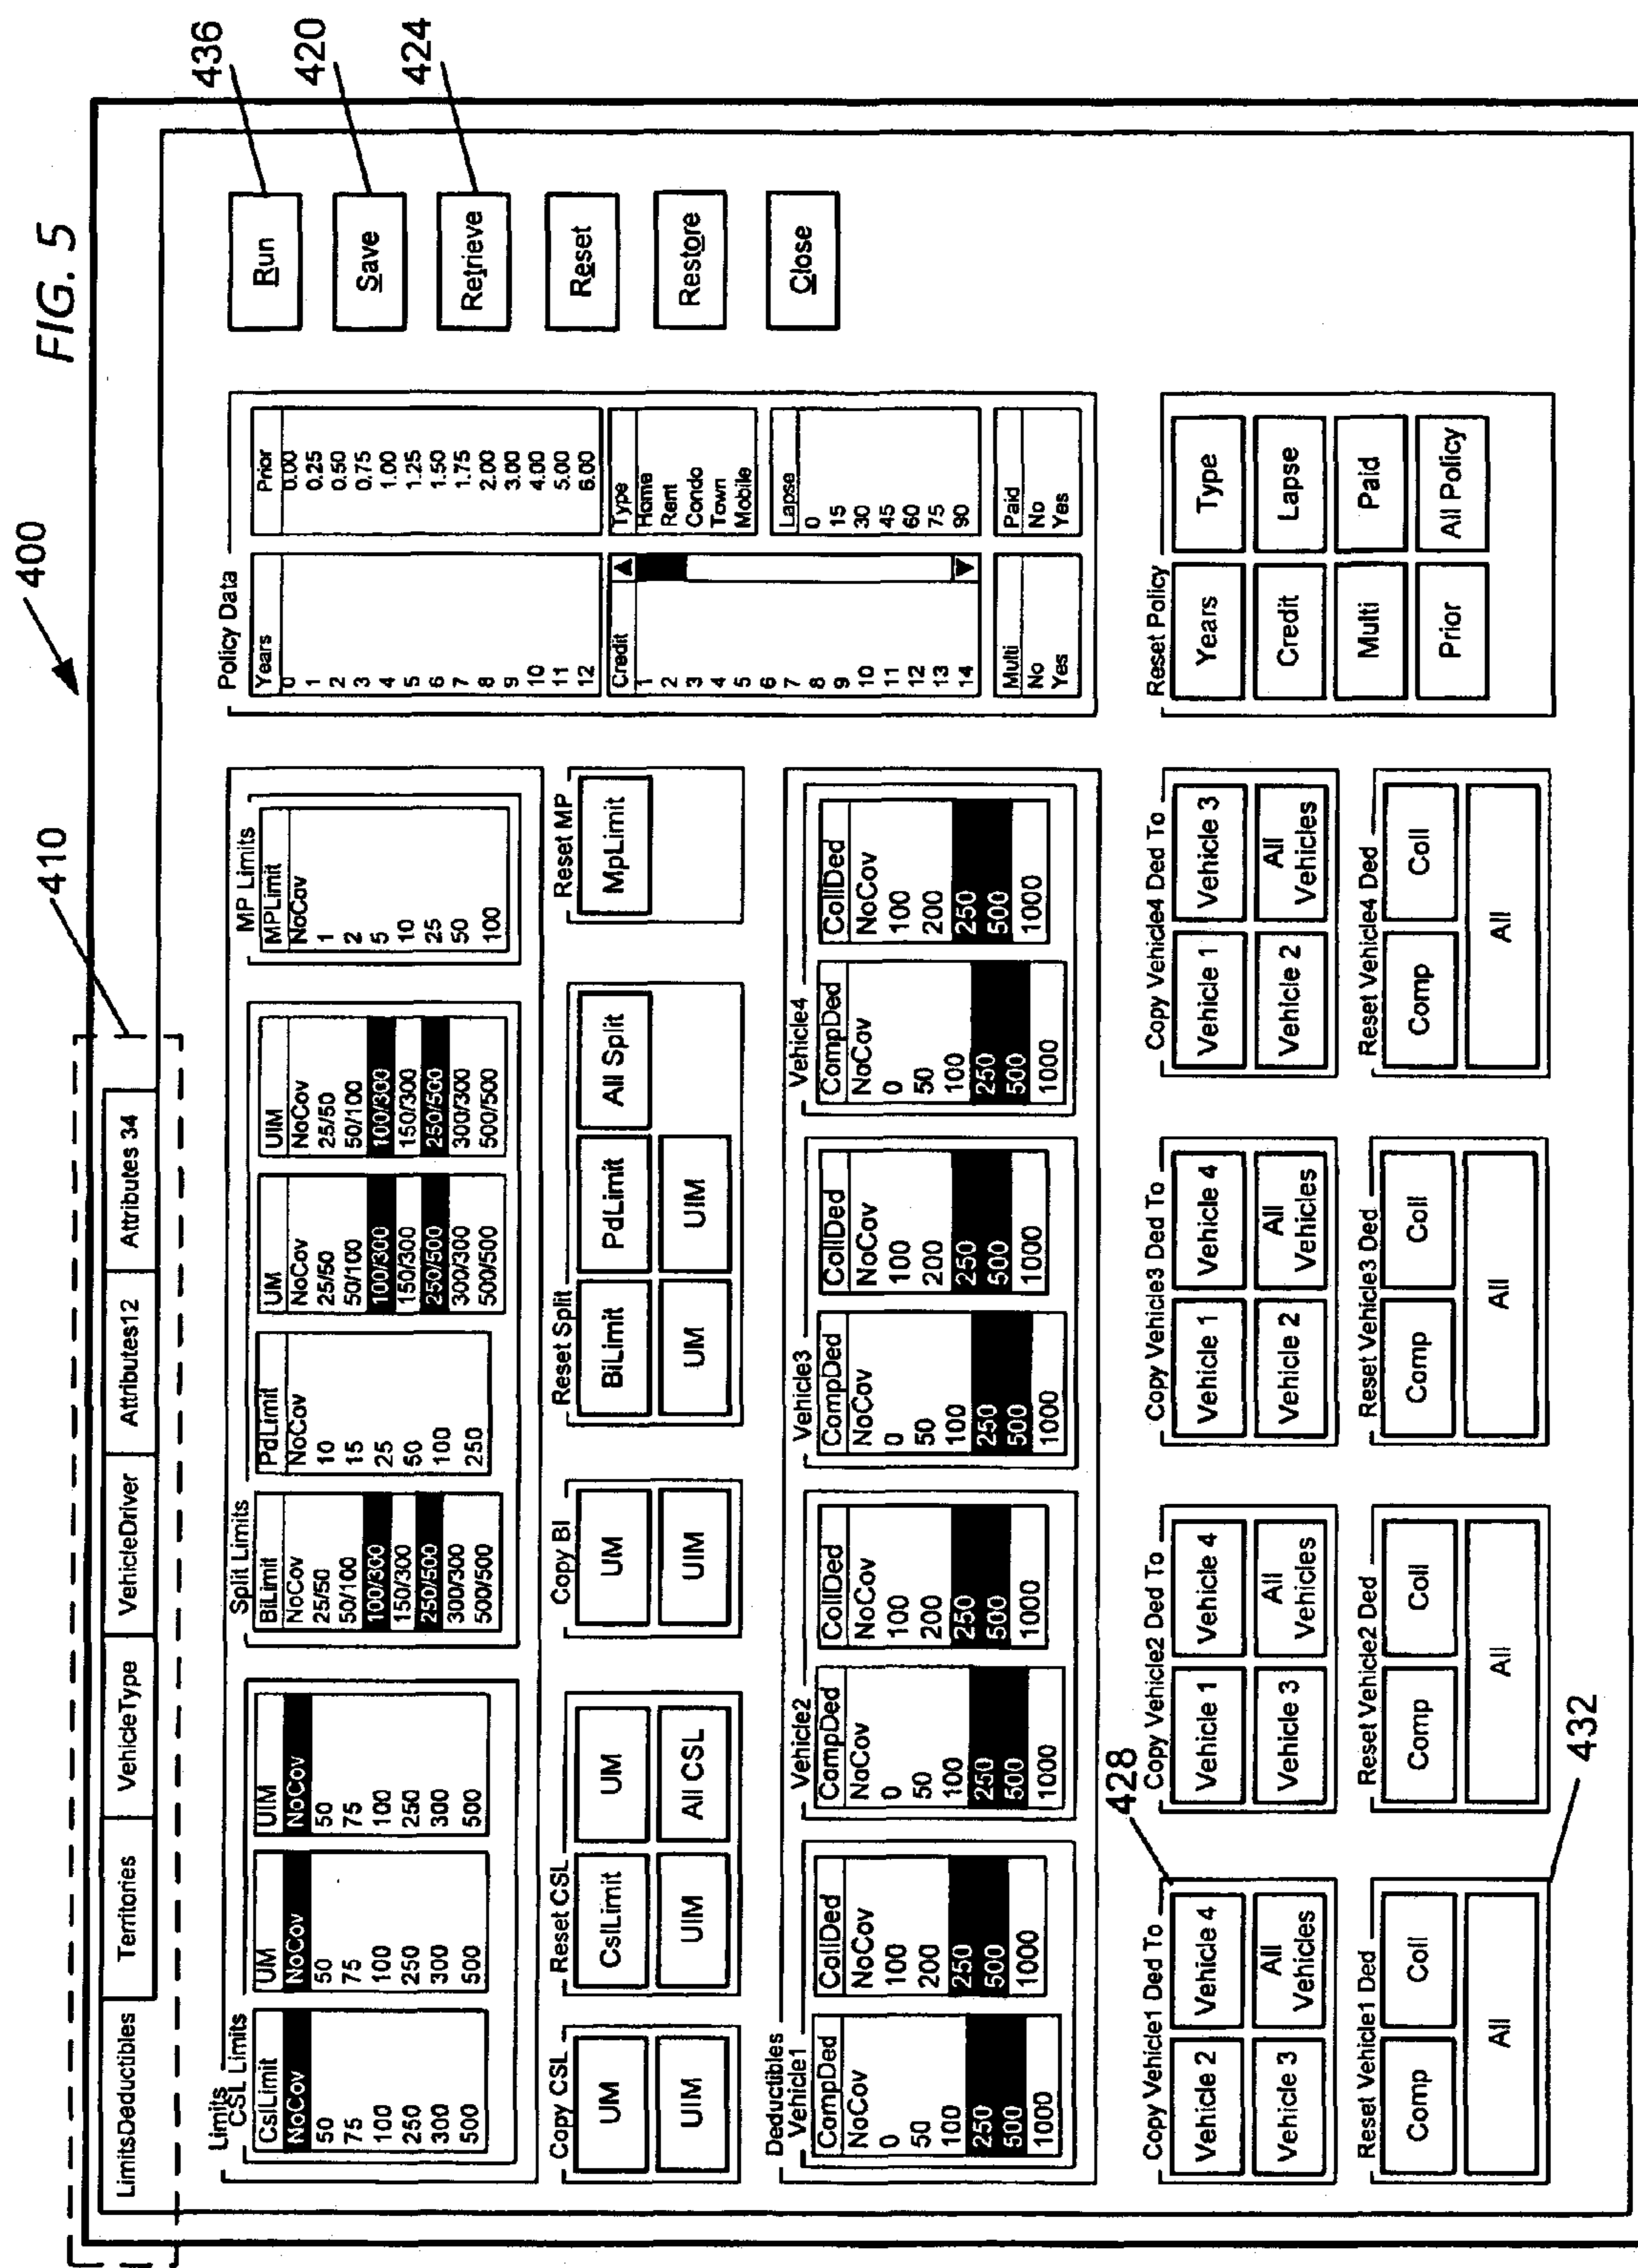 FIG. 5
400
410
436
420
424
LimitsDeductibles
Territories
VehicleType
VehicleDriver
Attributes12
Attributes 34
Limits
CSL Limits
CslLimit
NoCov
50
75
100
250
300
500
UM
NoCov
50
75
100
250
300
500
UIM
NoCov
50
75
100
250
300
500
Split Limits
BiLimit
NoCov
25/50
50/100
100/300
150/300
250/500
300/300
500/500
PdLimit
NoCov
10
15
25
50
100
250
UM
NoCov
25/50
50/100
100/300
150/300
250/500
300/300
500/500
UIM
NoCov
25/50
50/100
100/300
150/300
250/500
300/300
500/500
MP Limits
MPLimit
NoCov
1
2
5
10
25
50
100
Copy CSL
UM
UIM
Reset CSL
CslLimit
UM
UIM
All CSL
Copy BI
UM
UIM
Reset Split
BiLimit
PdLimit
All Split
UM
UIM
Reset MP
MpLimit
Policy Data
Years
0
1
2
3
4
5
6
7
8
9
10
11
12
Prior
0.00
0.25
0.50
0.75
1.00
1.25
1.50
1.75
2.00
3.00
4.00
5.00
6.00
Credit
1
2
3
4
5
6
7
8
9
10
11
12
13
14
Type
Home
Rent
Condo
Town
Mobile
Lapse
0
15
30
45
60
75
90
Multi
No
Yes
Paid
No
Yes
Run
Save
Retrieve
Reset
Restore
Close
Deductibles
Vehicle1
CompDed
NoCov
0
50
100
250
500
1000
CollDed
NoCov
100
200
250
500
1000
Vehicle2
CompDed
NoCov
0
50
100
250
500
1000
CollDed
NoCov
100
200
250
500
1000
Vehicle3
CompDed
NoCov
0
50
100
250
500
1000
CollDed
NoCov
100
200
250
500
1000
Vehicle4
CompDed
NoCov
0
50
100
250
500
1000
CollDed
NoCov
100
200
250
500
1000
428
Copy Vehicle1 Ded To
Vehicle 2
Vehicle 4
Vehicle 3
All
Vehicles
Copy Vehicle2 Ded To
Vehicle 1
Vehicle 4
Vehicle 3
All
Vehicles
Copy Vehicle3 Ded To
Vehicle 1
Vehicle 4
Vehicle 2
All
Vehicles
Copy Vehicle4 Ded To
Vehicle 1
Vehicle 3
Vehicle 2
All
Vehicles
Reset Policy
Years
Type
Credit
Lapse
Multi
Paid
Prior
All Policy
Reset Vehicle1 Ded
Comp
Coll
All
Reset Vehicle2 Ded
Comp
Coll
All
Reset Vehicle3 Ded
Comp
Coll
All
Reset Vehicle4 Ded
Comp
Coll
All
432